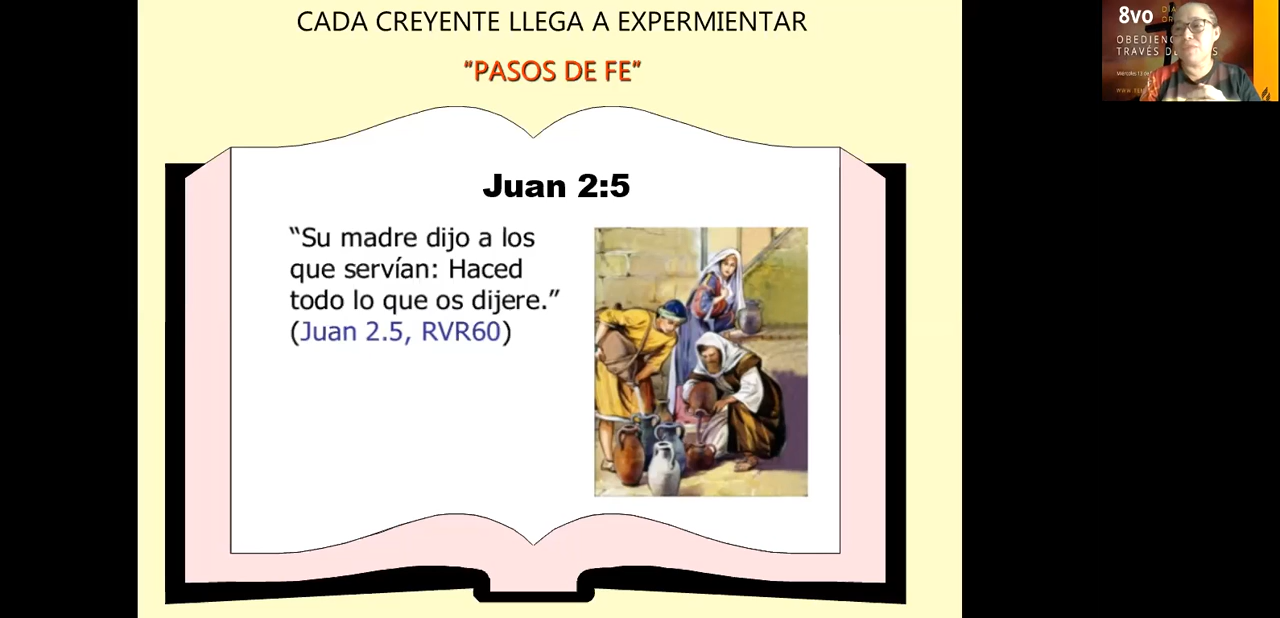 CADA CREYENTE LLEGA A EXPERMIENTAR
"PASOS DE FE"
Juan 2:5
“Su madre dijo a los
que servían: Haced
todo lo que os dijere.”
(Juan 2.5, RVR60)
8vo